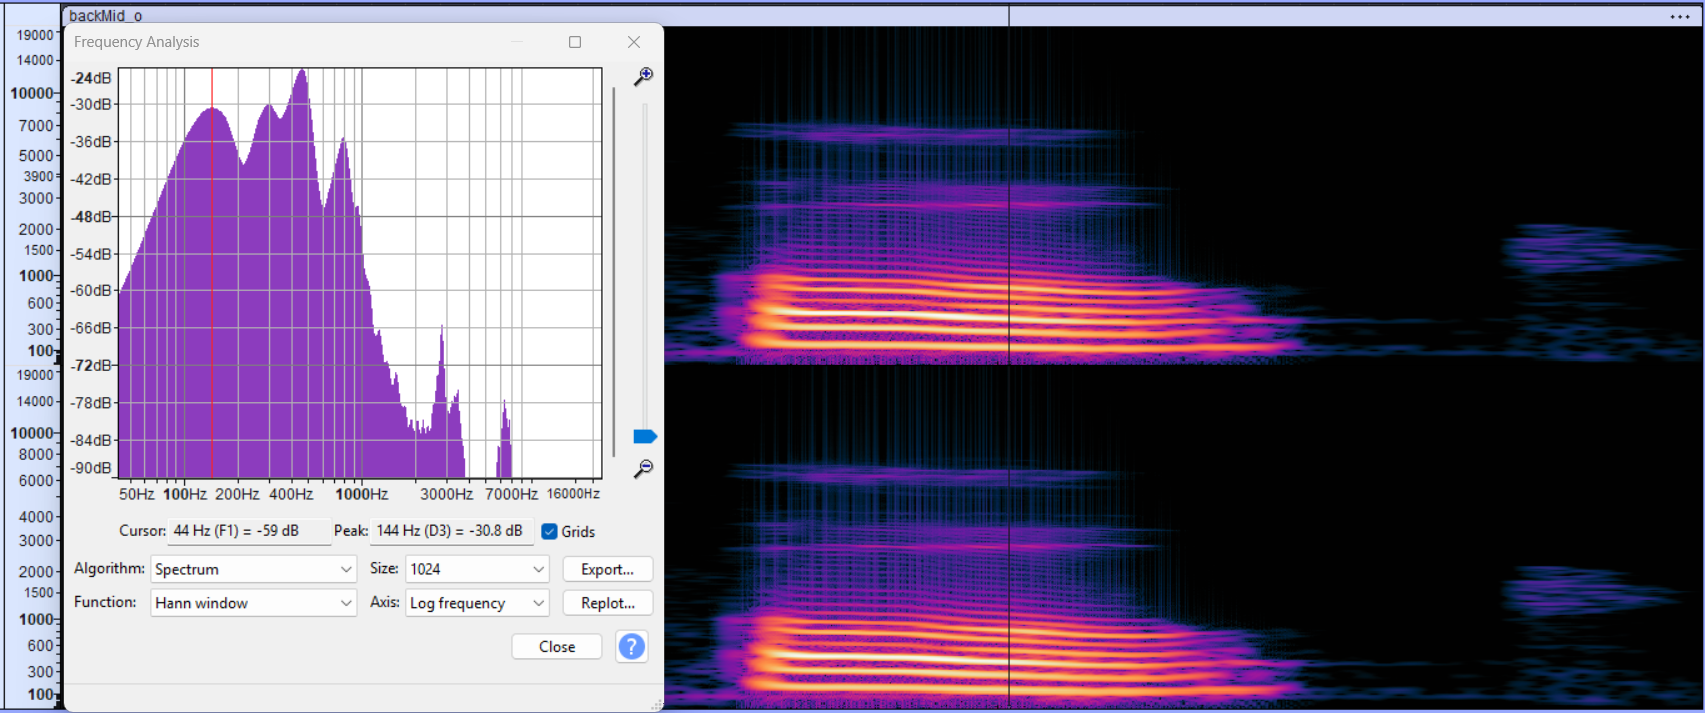 backMid_o
...
Frequency Analysis
19000
14000
10000
7000
5000
3900
3000
2000
1500
1000
600
300
100
19000
14000
10000
8000
6000
4000
3000
2000
1500
1000
600
300
100
-24dB
-30dB
-36dB
-42dB
-48dB
-54dB
-60dB
-66dB
-72dB
-78dB
-84dB
-90dB
50Hz 100Hz 200Hz 400Hz 1000Hz 3000Hz 7000Hz 16000Hz
Cursor: 44 Hz (F1) = -59 dB Peak: 144 Hz (D3) = -30.8 dB Grids
Algorithm: Spectrum Size: 1024 Export...
Function: Hann window Axis: Log frequency Replot...
Close ?